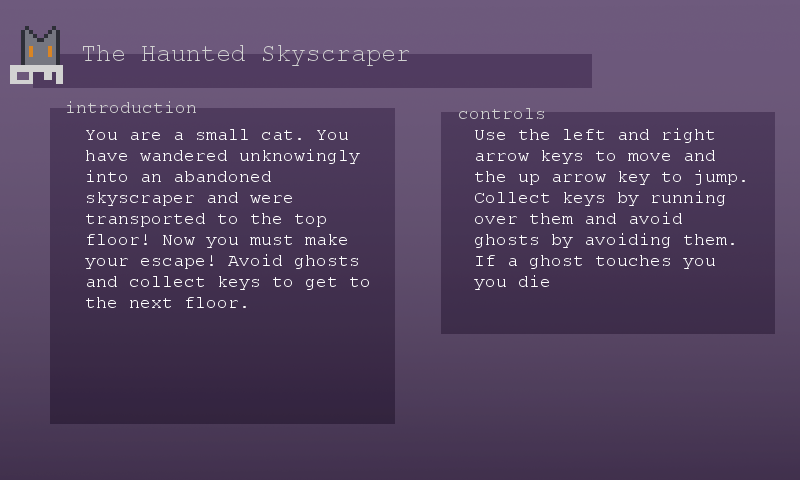 The Haunted Skyscraper
introduction
You are a small cat. You
have wandered unknowingly
into an abandoned
skyscraper and were
transported to the top
floor! Now you must make
your escape! Avoid ghosts
and collect keys to get to
the next floor.
controls
Use the left and right
arrow keys to move and
the up arrow key to jump.
Collect keys by running
over them and avoid
ghosts by avoiding them.
If a ghost touches you
you die